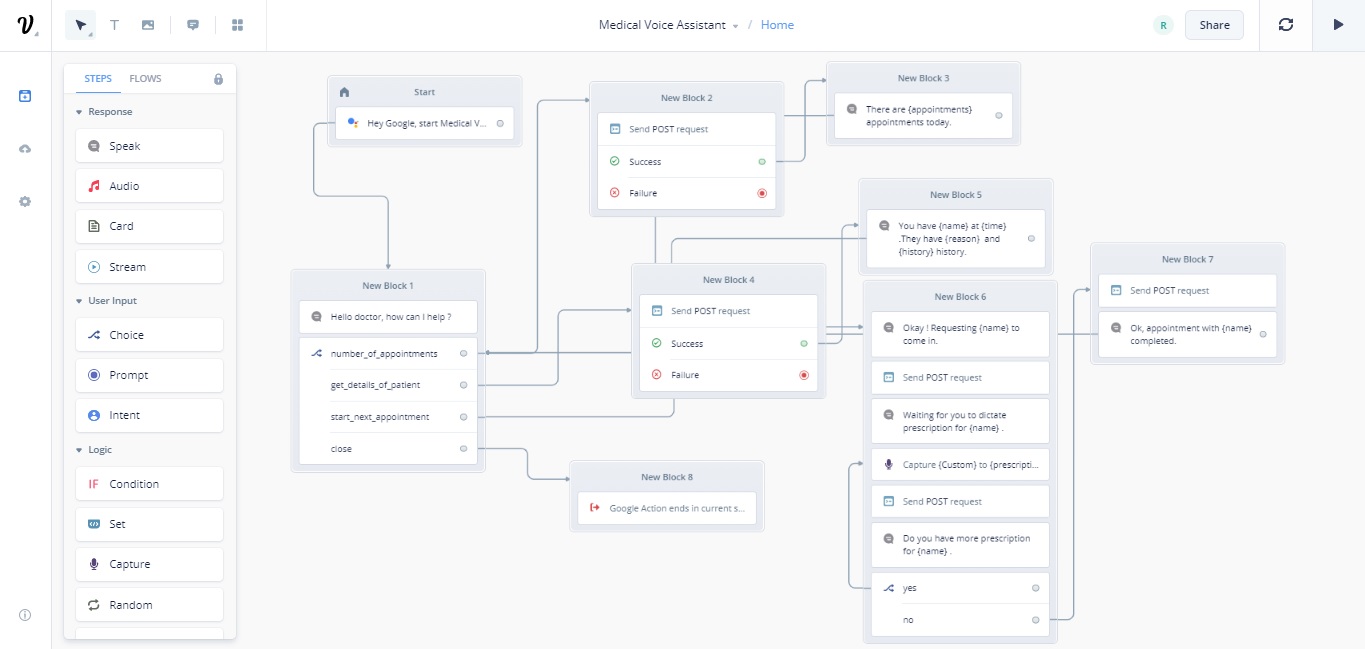 Medical Voice Assistant / Home
R
Share
T
STEPS
FLOWS
Response
Speak
Audio
Card
Stream
User Input
Choice
Prompt
Intent
Logic
IF Condition
Set
Capture
Random
Start
Hey Google, start Medical V...
New Block 1
Hello doctor, how can I help ?
number_of_appointments
get_details_of_patient
start_next_appointment
close
New Block 2
Send POST request
Success
Failure
New Block 3
There are {appointments}
appointments today.
New Block 4
Send POST request
Success
Failure
New Block 5
You have {name} at {time}
.They have {reason} and
{history} history.
New Block 6
Okay ! Requesting {name} to
come in.
Send POST request
Waiting for you to dictate
prescription for {name} .
Capture {Custom} to {prescripti...
Send POST request
Do you have more prescription
for {name} .
yes
no
New Block 7
Send POST request
Ok, appointment with {name}
completed.
New Block 8
Google Action ends in current s...